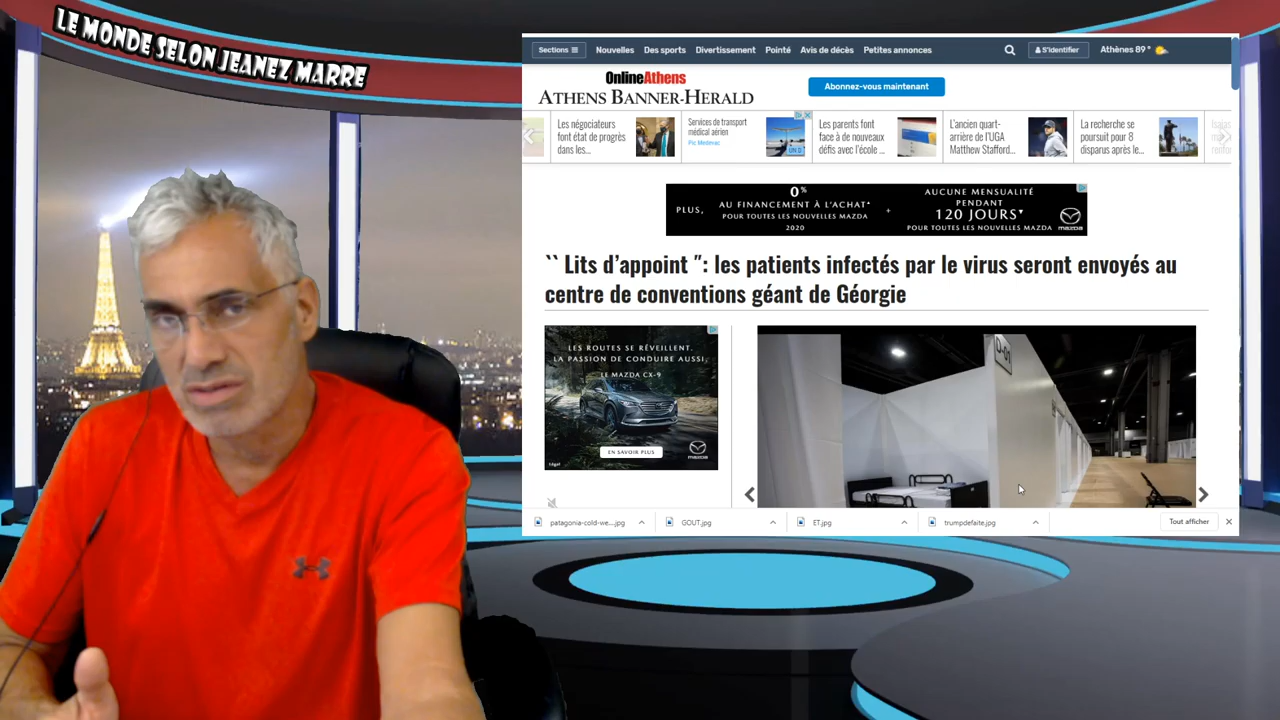 LE MONDE SELON JEANEZ MARRE
Sections
Nouvelles
Des sports
Divertissement
Pointé
Avis de décès
Petites annonces
S'identifier
Athènes 89 °
OnlineAthens
ATHENS BANNER-HERALD
Abonnez-vous maintenant
Les négociateurs
font état de progrès
dans les...
Services de transport
médical aérien
Pic Medevac
Les parents font
face à de nouveaux
défis avec l'école ...
L'ancien quart-
arrière de l'UGA
Matthew Stafford...
La recherche se
poursuit pour 8
disparus après le...
PLUS,
0%
AU FINANCEMENT À L'ACHAT*
POUR TOUTES LES NOUVELLES MAZDA
2020
+
AUCUNE MENSUALITÉ
PENDANT
120 JOURS▼
POUR TOUTES LES NOUVELLES MAZDA
mazda
`` Lits d'appoint ": les patients infectés par le virus seront envoyés au
centre de conventions géant de Géorgie
LES ROUTES SE RÉVEILLENT.
LA PASSION DE CONDUIRE AUSSI.
LE MAZDA CX-9
EN SAVOIR PLUS
mazda
légal
patagonia-cold-we....jpg
GOUT.jpg
ET.jpg
trumpdefaite.jpg
Tout afficher